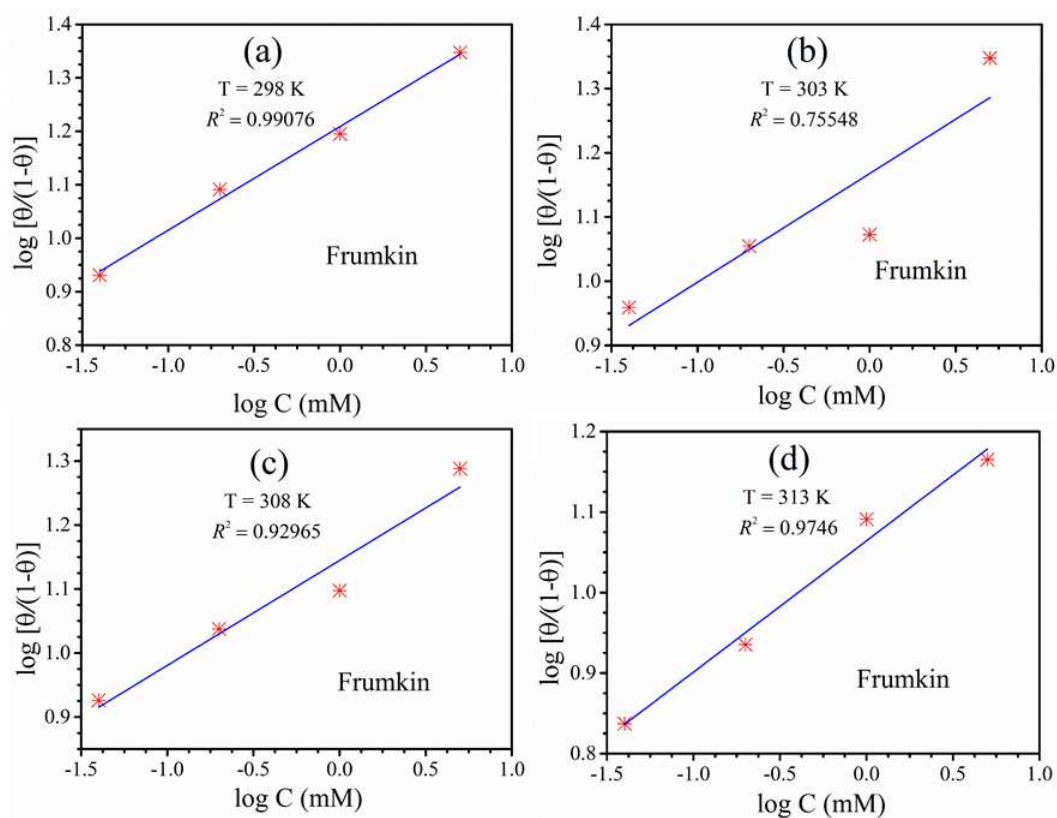 (a)
T = 298 K
R² = 0.99076
Frumkin
log [θ/(1-θ)]
1.4
1.3
1.2
1.1
1.0
0.9
0.8
-1.5 -1.0 -0.5 0.0 0.5 1.0
log C (mM)
(b)
T = 303 K
R² = 0.75548
Frumkin
log [θ/(1-θ)]
1.4
1.3
1.2
1.1
1.0
0.9
-1.5 -1.0 -0.5 0.0 0.5 1.0
log C (mM)
(c)
T = 308 K
R² = 0.92965
Frumkin
log [θ/(1-θ)]
1.3
1.2
1.1
1.0
0.9
-1.5 -1.0 -0.5 0.0 0.5 1.0
log C (mM)
(d)
T = 313 K
R² = 0.9746
Frumkin
log [θ/(1-θ)]
1.2
1.1
1.0
0.9
0.8
-1.5 -1.0 -0.5 0.0 0.5 1.0
log C (mM)